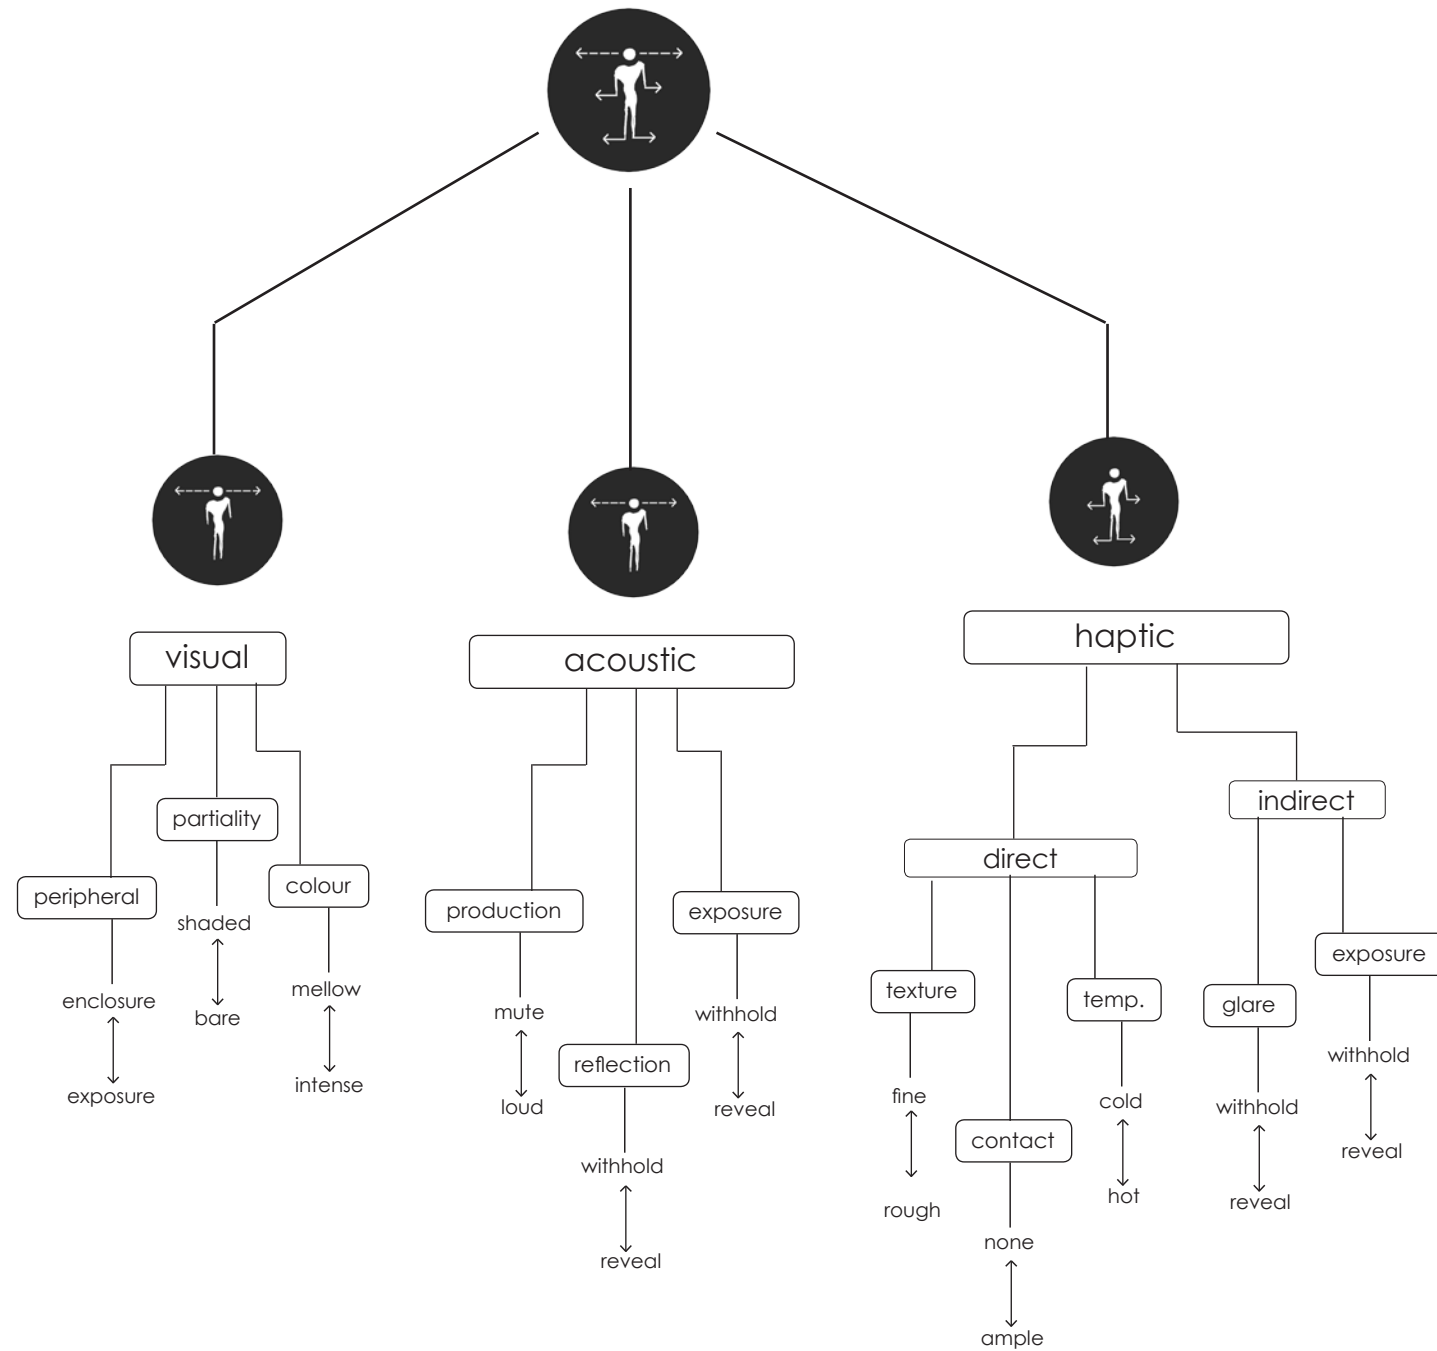 visual
acoustic
haptic
peripheral
enclosure
exposure
partiality
shaded
bare
colour
mellow
intense
production
mute
loud
reflection
withhold
reveal
exposure
withhold
reveal
direct
texture
fine
rough
contact
none
ample
temp.
cold
hot
indirect
glare
withhold
reveal
exposure
withhold
reveal